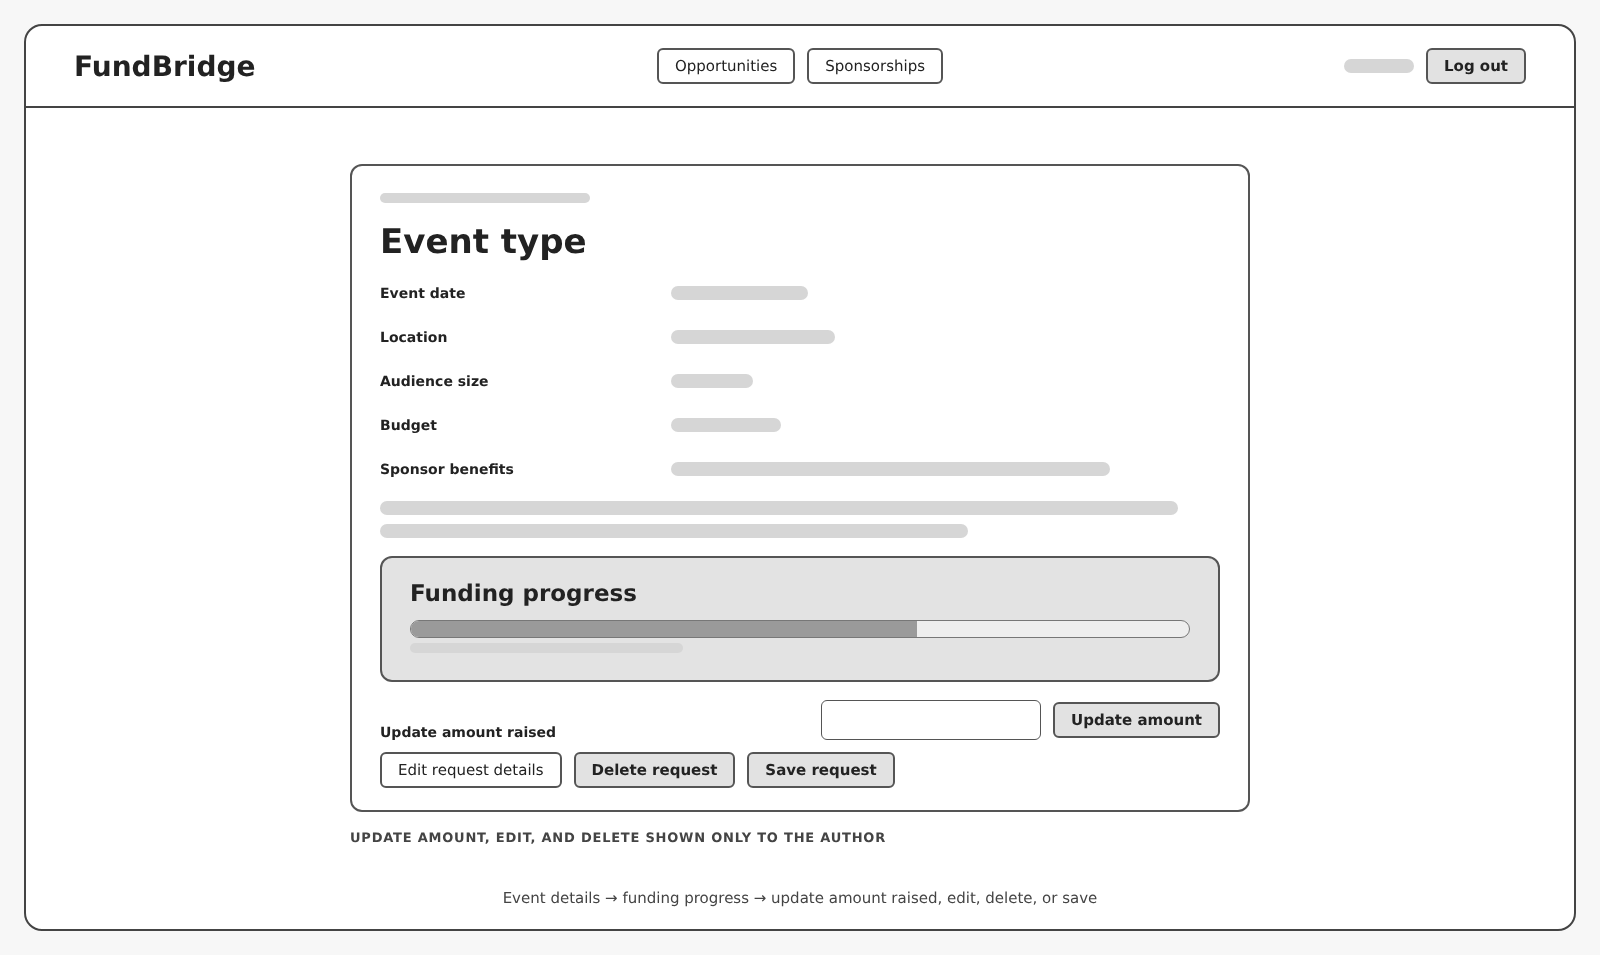 FundBridge
Opportunities
Sponsorships
Log out
Event type
Event date
Location
Audience size
Budget
Sponsor benefits
Funding progress
Update amount raised
Update amount
Edit request details
Delete request
Save request
UPDATE AMOUNT, EDIT, AND DELETE SHOWN ONLY TO THE AUTHOR
Event details → funding progress → update amount raised, edit, delete, or save